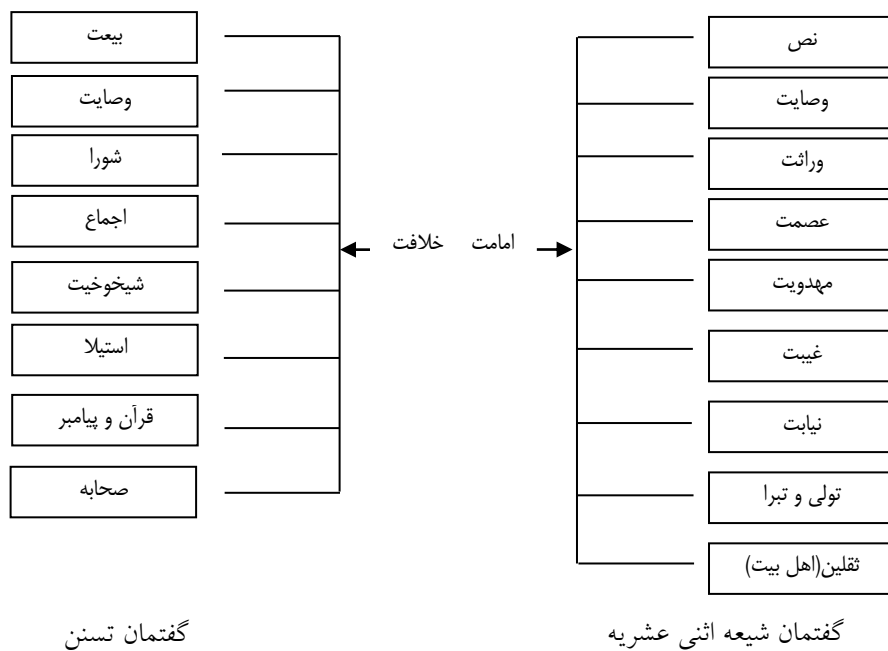 نص
وصایت
وراثت
عصمت
امامت
مهدویت
غیبت
نیابت
تولی و تبرا
ثقلین(اهل بیت)
گفتمان شیعه اثنی عشریه
بیعت
وصایت
شورا
اجماع
خلافت
شیخوخیت
استیلا
قرآن و پیامبر
صحابه
گفتمان تسنن